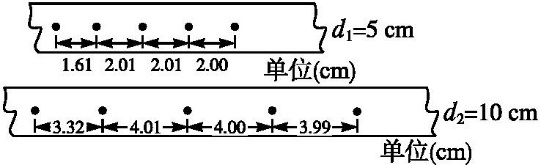 d₁=5 cm
1.61 2.01 2.01 2.00 单位(cm)
3.32 4.01 4.00 3.99 d₂=10 cm
单位(cm)